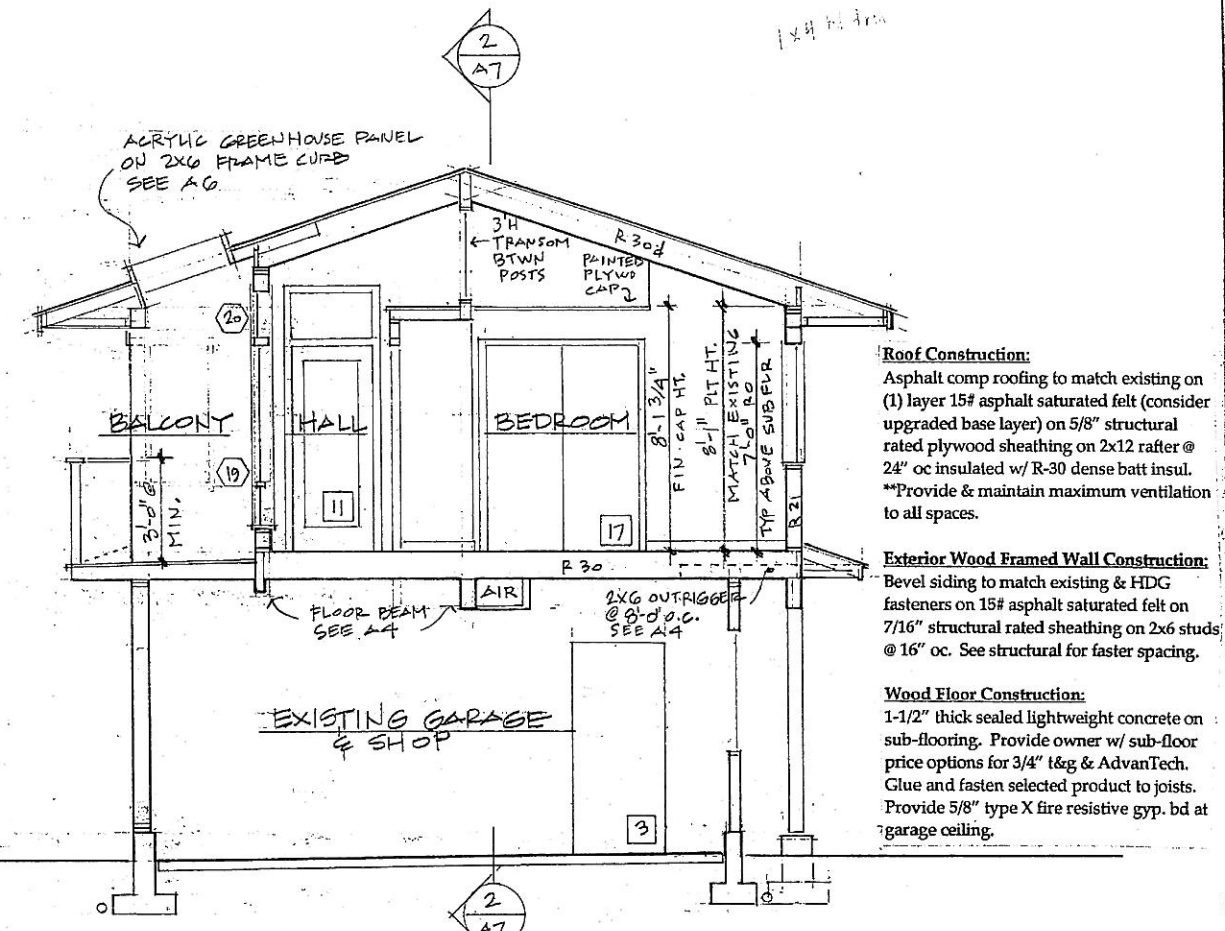 2
A7
ACRYLIC GREENHOUSE PANEL
ON 2X6 FRAME CURB
SEE A6
3'H
TRANSOM
BTWN
POSTS
PAINTED
PLYWD
CAP
R30d
20
19
BALCONY
HALL
BEDROOM
11
17
3'-0" @
MIN.
8'-1 3/4"
FIN. CAP HT.
8'-1" PLT HT.
MATCH EXISTING
7'-0" RO
TYP ABOVE SUBFLR
R 21
R 30
AIR
FLOOR BEAM
SEE A4
2X6 OUTRIGGER
@ 8'-0" O.C.
SEE A4
EXISTING GARAGE
& SHOP
3
2
A7
Roof Construction:
Asphalt comp roofing to match existing on
(1) layer 15# asphalt saturated felt (consider
upgraded base layer) on 5/8" structural
rated plywood sheathing on 2x12 rafter @
24" oc insulated w/ R-30 dense batt insul.
**Provide & maintain maximum ventilation
to all spaces.
Exterior Wood Framed Wall Construction:
Bevel siding to match existing & HDG
fasteners on 15# asphalt saturated felt on
7/16" structural rated sheathing on 2x6 studs
@ 16" oc. See structural for faster spacing.
Wood Floor Construction:
1-1/2" thick sealed lightweight concrete on
sub-flooring. Provide owner w/ sub-floor
price options for 3/4" t&g & AdvanTech.
Glue and fasten selected product to joists.
Provide 5/8" type X fire resistive gyp. bd at
garage ceiling.